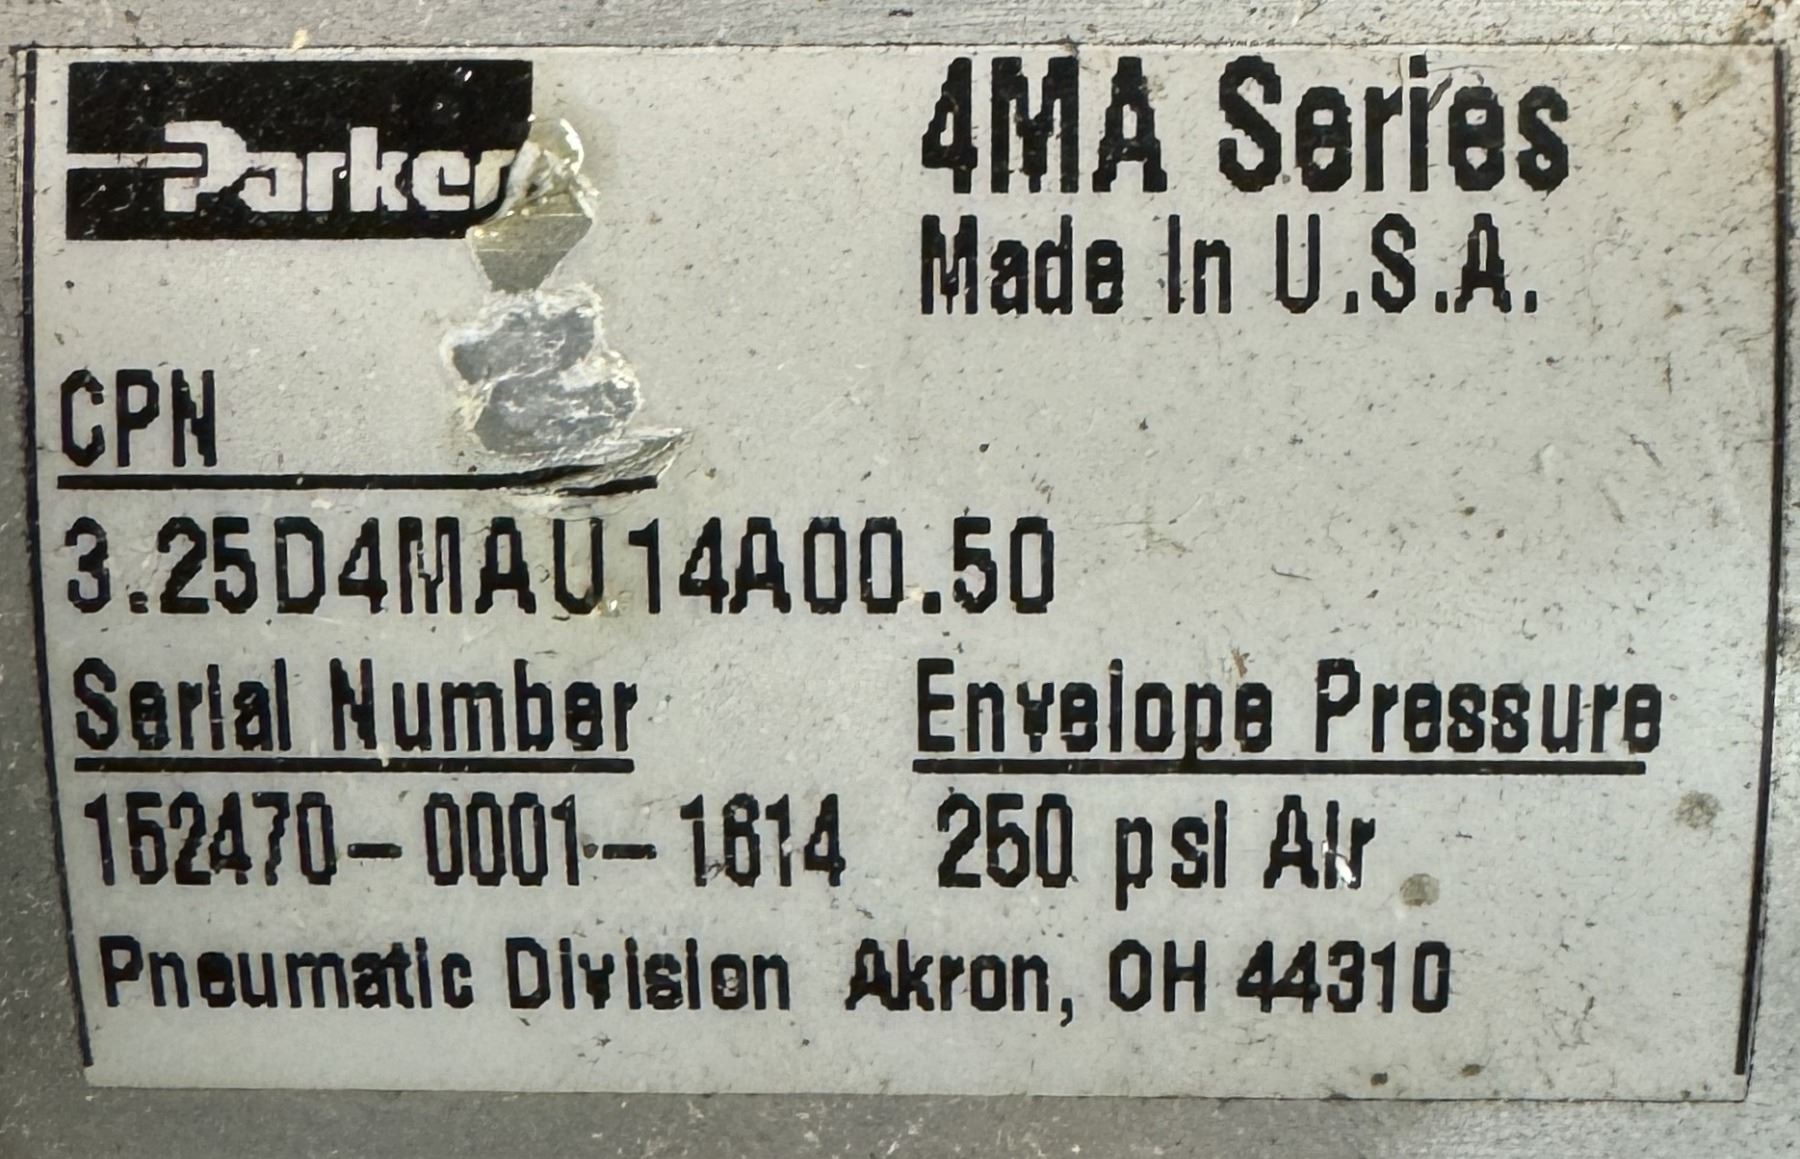 Parker
4MA Series
Made In U.S.A.
CPN
3.25D4MAU14A00.50
Serial Number
152470-0001-1614
Envelope Pressure
250 psi Air
Pneumatic Division Akron, OH 44310